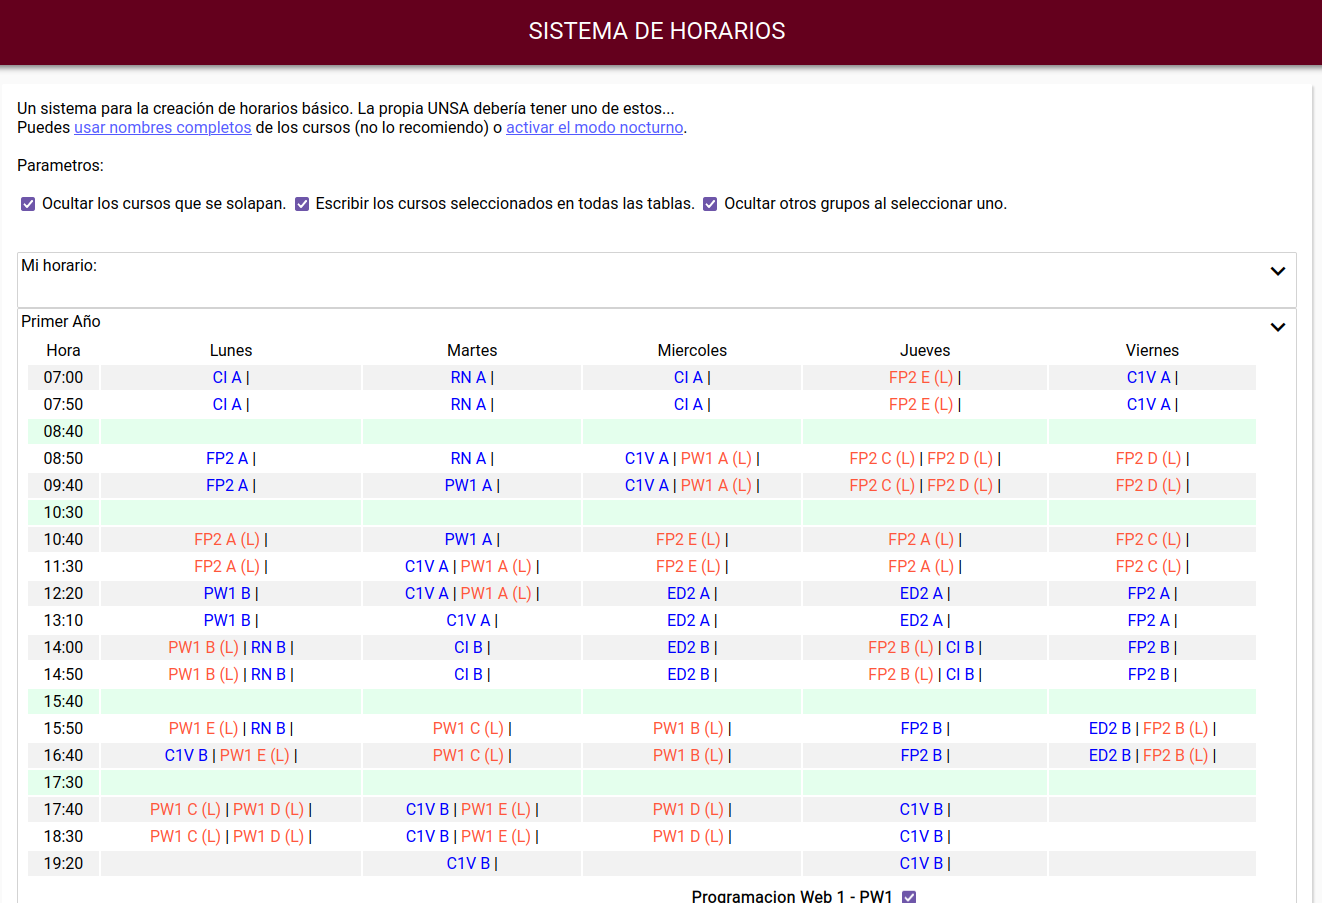 SISTEMA DE HORARIOS
Un sistema para la creación de horarios básico. La propia UNSA debería tener uno de estos...
Puedes usar nombres completos de los cursos (no lo recomiendo) o activar el modo nocturno.
Parametros:
Ocultar los cursos que se solapan. Escribir los cursos seleccionados en todas las tablas. Ocultar otros grupos al seleccionar uno.
Mi horario:
Primer Año
Hora Lunes Martes Miercoles Jueves Viernes
07:00 CI A | RN A | CI A | FP2 E (L) | C1V A |
07:50 CI A | RN A | CI A | FP2 E (L) | C1V A |
08:40
08:50 FP2 A | RN A | C1V A | PW1 A (L) | FP2 C (L) | FP2 D (L) | FP2 D (L) |
09:40 FP2 A | PW1 A | C1V A | PW1 A (L) | FP2 C (L) | FP2 D (L) | FP2 D (L) |
10:30
10:40 FP2 A (L) | PW1 A | FP2 E (L) | FP2 A (L) | FP2 C (L) |
11:30 FP2 A (L) | C1V A | PW1 A (L) | FP2 E (L) | FP2 A (L) | FP2 C (L) |
12:20 PW1 B | C1V A | PW1 A (L) | ED2 A | ED2 A | FP2 A |
13:10 PW1 B | C1V A | ED2 A | ED2 A | FP2 A |
14:00 PW1 B (L) | RN B | CI B | ED2 B | FP2 B (L) | CI B | FP2 B |
14:50 PW1 B (L) | RN B | CI B | ED2 B | FP2 B (L) | CI B | FP2 B |
15:40
15:50 PW1 E (L) | RN B | PW1 C (L) | PW1 B (L) | FP2 B | ED2 B | FP2 B (L) |
16:40 C1V B | PW1 E (L) | PW1 C (L) | PW1 B (L) | FP2 B | ED2 B | FP2 B (L) |
17:30
17:40 PW1 C (L) | PW1 D (L) | C1V B | PW1 E (L) | PW1 D (L) | C1V B |
18:30 PW1 C (L) | PW1 D (L) | C1V B | PW1 E (L) | PW1 D (L) | C1V B |
19:20 C1V B | C1V B |
Programacion Web 1 - PW1